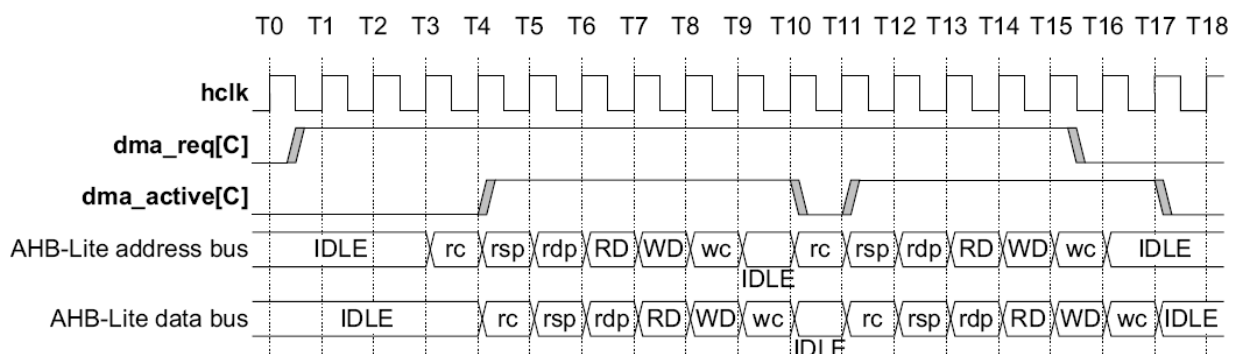 T0 T1 T2 T3 T4 T5 T6 T7 T8 T9 T10 T11 T12 T13 T14 T15 T16 T17 T18
hclk
dma_req[C]
dma_active[C]
AHB-Lite address bus IDLE rc rsp rdp RD WD wc rc rsp rdp RD WD wc IDLE
IDLE
AHB-Lite data bus IDLE rc rsp rdp RD WD wc rc rsp rdp RD WD wc IDLE
IDLE